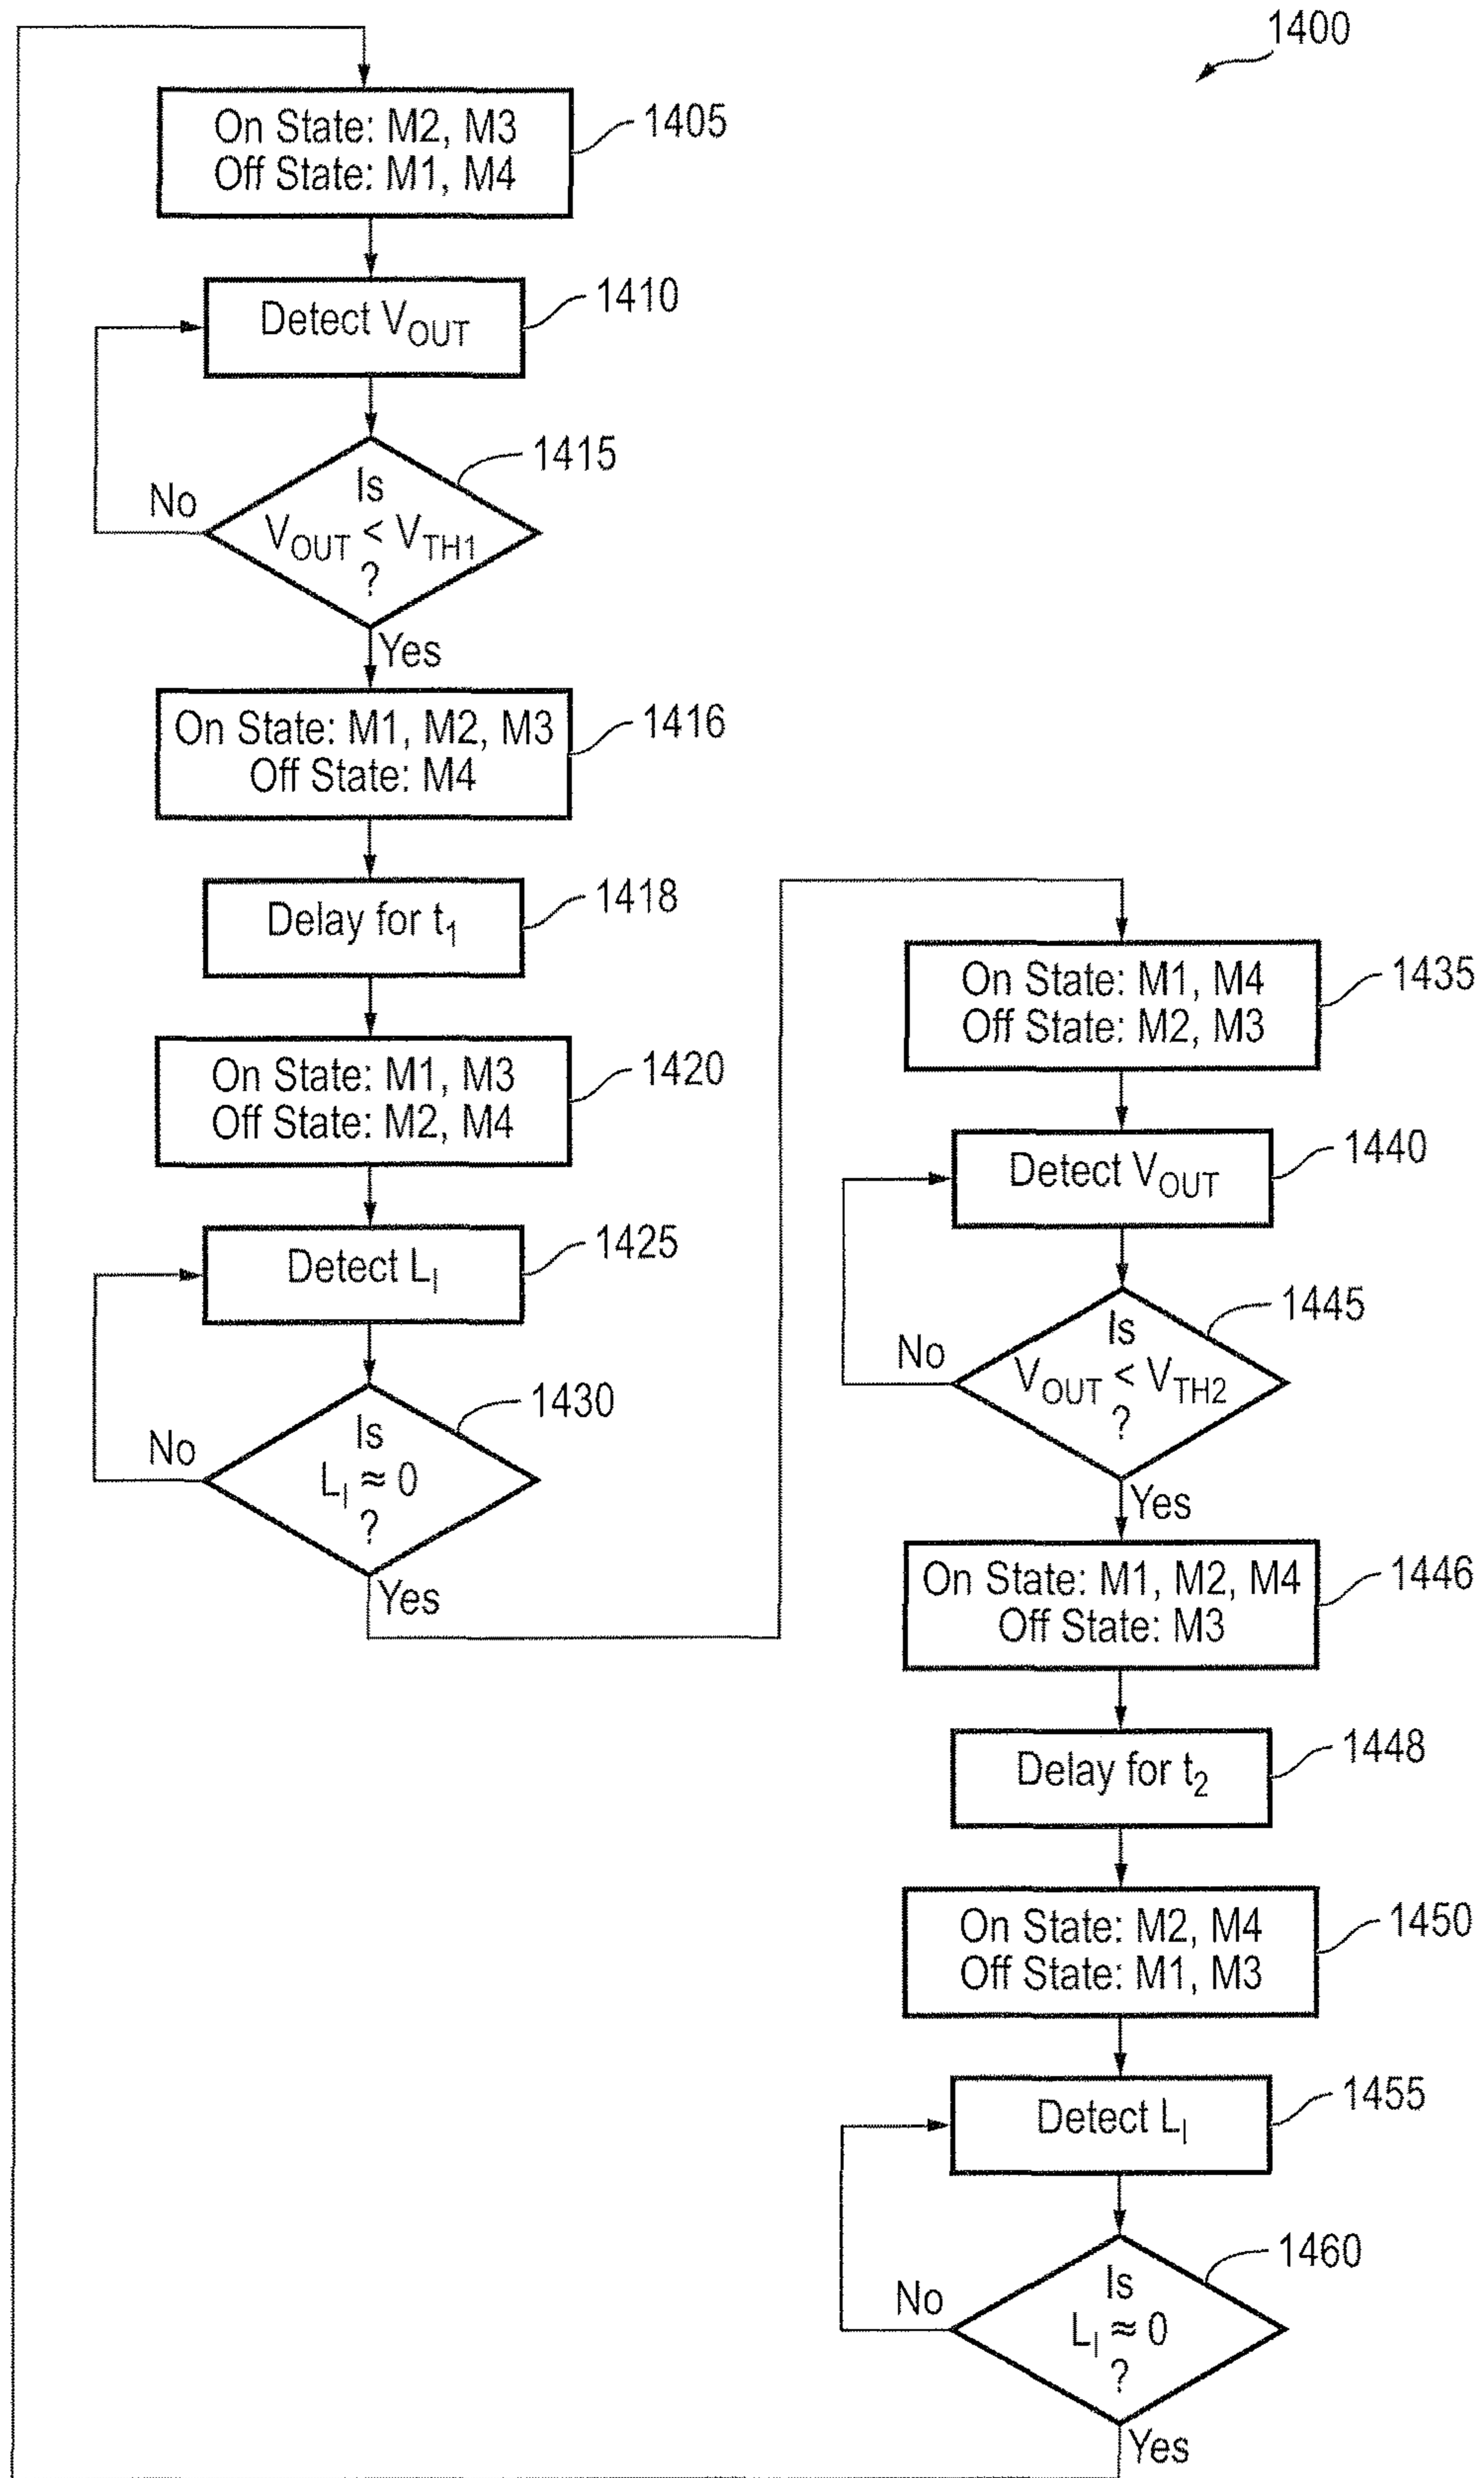 1400
On State: M2, M3
Off State: M1, M4
1405
Detect VOUT
1410
Is
VOUT < VTH1
?
1415
No
Yes
On State: M1, M2, M3
Off State: M4
1416
Delay for t1
1418
On State: M1, M3
Off State: M2, M4
1420
Detect LI
1425
Is
LI ≈ 0
?
1430
No
Yes
On State: M1, M4
Off State: M2, M3
1435
Detect VOUT
1440
Is
VOUT < VTH2
?
1445
No
Yes
On State: M1, M2, M4
Off State: M3
1446
Delay for t2
1448
On State: M2, M4
Off State: M1, M3
1450
Detect LI
1455
Is
LI ≈ 0
?
1460
No
Yes